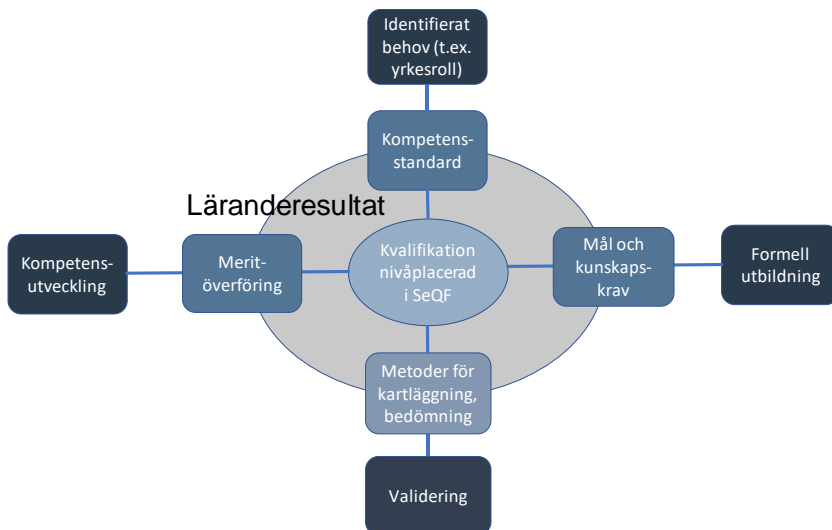 Identifierat
behov (t.ex.
yrkesroll)
Kompetens-
standard
Läranderesultat
Kompetens-
utveckling
Merit-
överföring
Kvalifikation
nivåplacerad
i SeQF
Mål och
kunskaps-
krav
Formell
utbildning
Metoder för
kartläggning,
bedömning
Validering